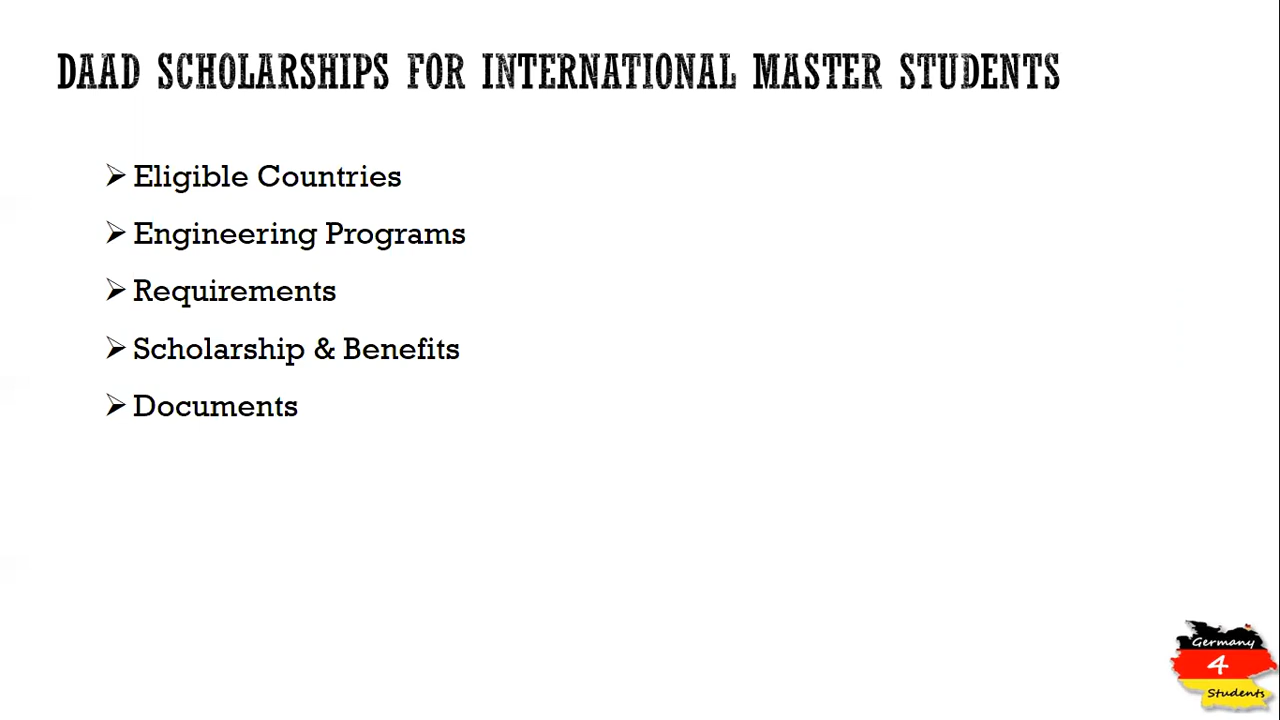 DAAD SCHOLARSHIPS FOR INTERNATIONAL MASTER STUDENTS
Eligible Countries
Engineering Programs
Requirements
Scholarship & Benefits
Documents
Germany
4
Students